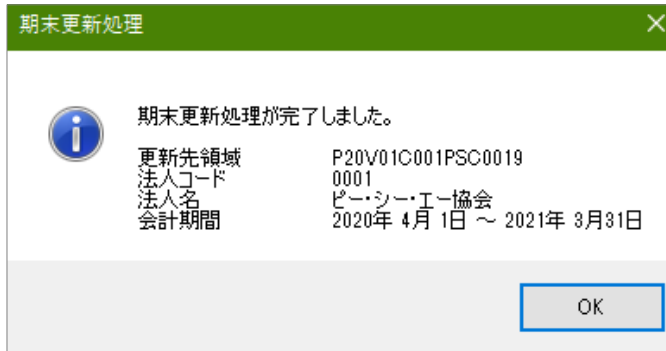 期末更新処理
期末更新処理が完了しました。
更新先領域 P20V01C001PSC0019
法人コード 0001
法人名 ピー・シー・エー協会
会計期間 2020年 4月 1日 ~ 2021年 3月31日
OK